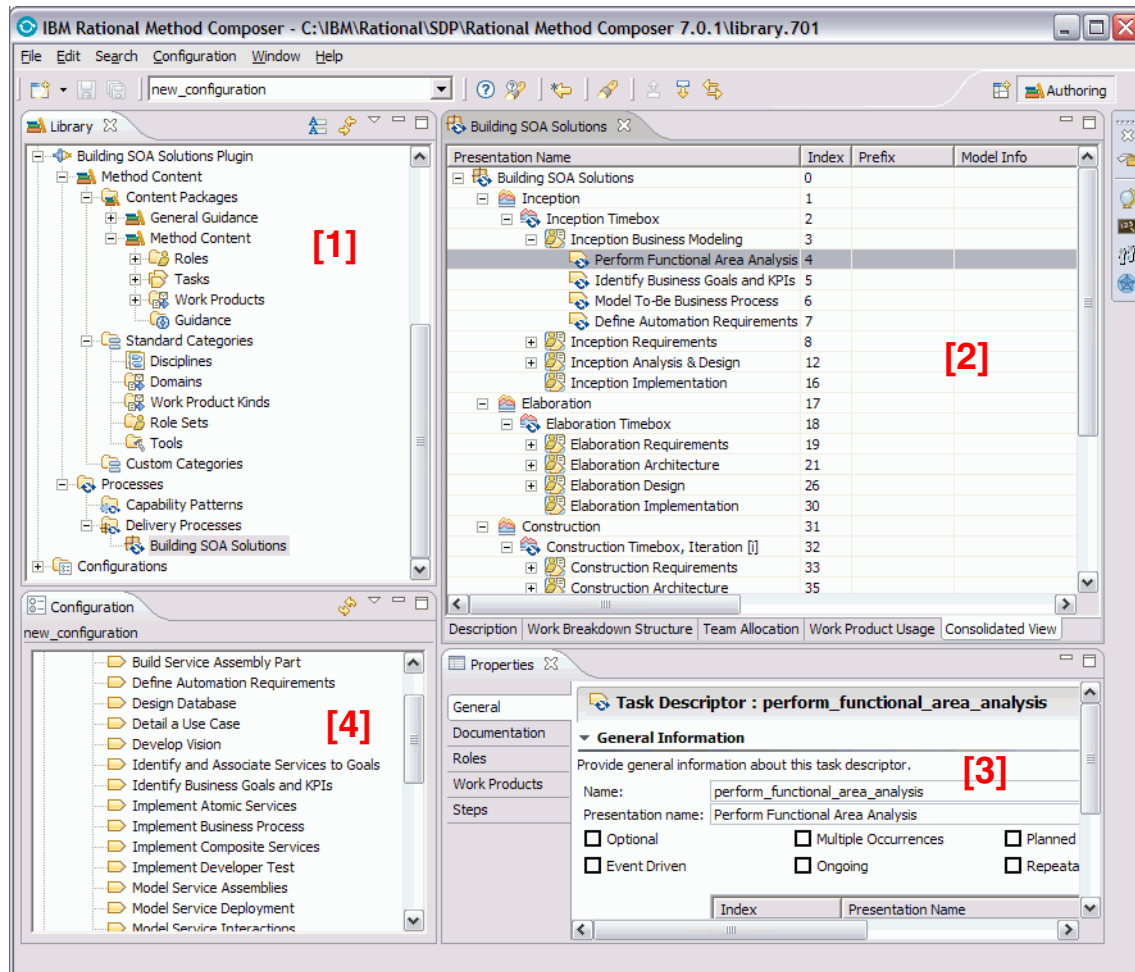 IBM Rational Method Composer - C:\IBM\Rational\SDP\Rational Method Composer 7.0.1\library.701
File Edit Search Configuration Window Help
new_configuration
Authoring
Library
Building SOA Solutions Plugin
Method Content
Content Packages
General Guidance
Method Content
Roles
Tasks
Work Products
Guidance
Standard Categories
Disciplines
Domains
Work Product Kinds
Role Sets
Tools
Custom Categories
Processes
Capability Patterns
Delivery Processes
Building SOA Solutions
Configurations
[1]
Building SOA Solutions
Presentation Name Index Prefix Model Info
Building SOA Solutions 0
Inception 1
Inception Timebox 2
Inception Business Modeling 3
Perform Functional Area Analysis 4
Identify Business Goals and KPIs 5
Model To-Be Business Process 6
Define Automation Requirements 7
Inception Requirements 8
Inception Analysis & Design 12
Inception Implementation 16
Elaboration 17
Elaboration Timebox 18
Elaboration Requirements 19
Elaboration Architecture 21
Elaboration Design 26
Elaboration Implementation 30
Construction 31
Construction Timebox, Iteration [i] 32
Construction Requirements 33
Construction Architecture 35
[2]
Description Work Breakdown Structure Team Allocation Work Product Usage Consolidated View
Configuration
new_configuration
Build Service Assembly Part
Define Automation Requirements
Design Database
Detail a Use Case
Develop Vision
Identify and Associate Services to Goals
Identify Business Goals and KPIs
Implement Atomic Services
Implement Business Process
Implement Composite Services
Implement Developer Test
Model Service Assemblies
Model Service Deployment
Model Service Interactions
[4]
Properties
General
Documentation
Roles
Work Products
Steps
Task Descriptor : perform_functional_area_analysis
General Information
Provide general information about this task descriptor.
[3]
Name: perform_functional_area_analysis
Presentation name: Perform Functional Area Analysis
Optional Multiple Occurrences Planned
Event Driven Ongoing Repeata
Index Presentation Name